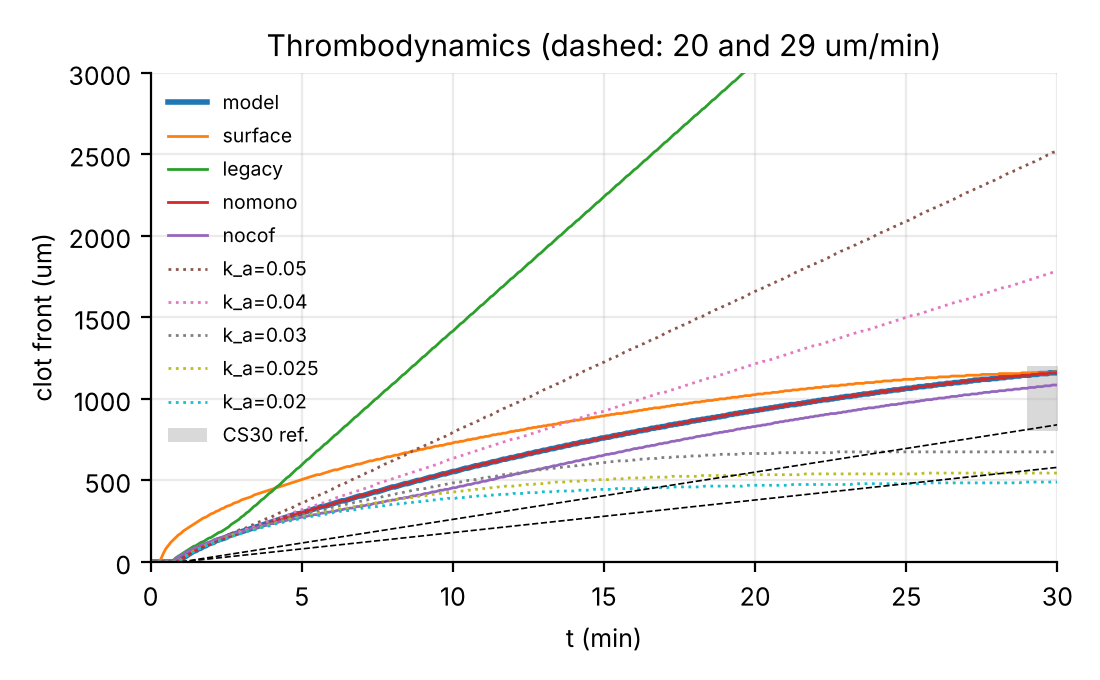 Thrombodynamics (dashed: 20 and 29 um/min)
3000
2500
2000
1500
1000
500
0
clot front (um)
model
surface
legacy
nomono
nocof
k_a=0.05
k_a=0.04
k_a=0.03
k_a=0.025
k_a=0.02
CS30 ref.
0 5 10 15 20 25 30
t (min)